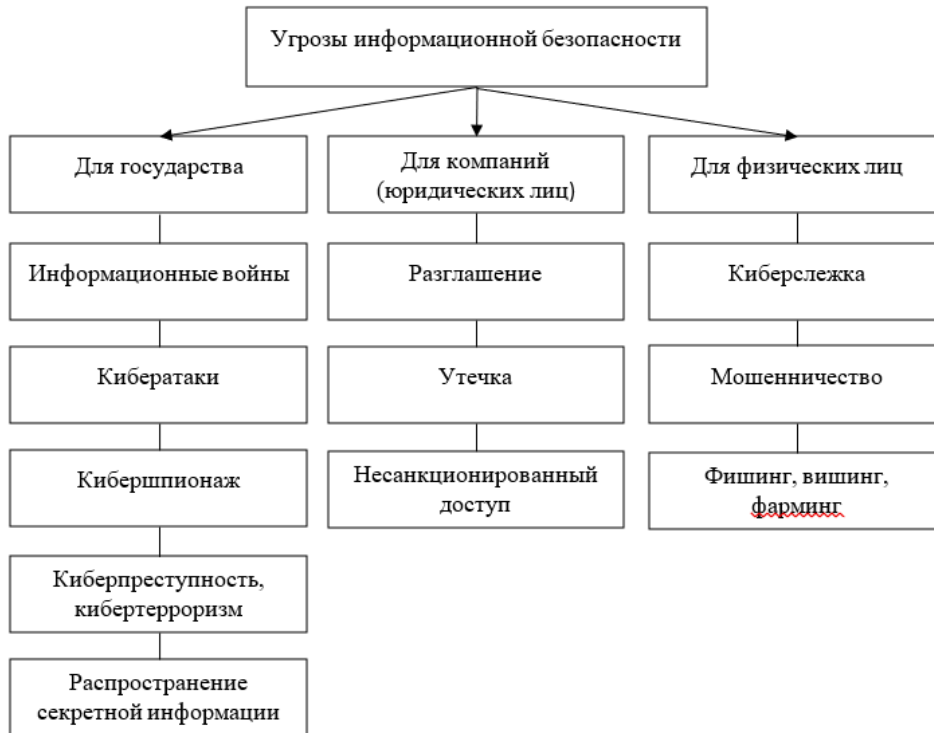 Угрозы информационной безопасности
Для государства
Информационные войны
Кибератаки
Кибершпионаж
Киберпреступность,
кибертерроризм
Распространение
секретной информации
Для компаний
(юридических лиц)
Разглашение
Утечка
Несанкционированный
доступ
Для физических лиц
Киберслежка
Мошенничество
Фишинг, вишинг,
фарминг